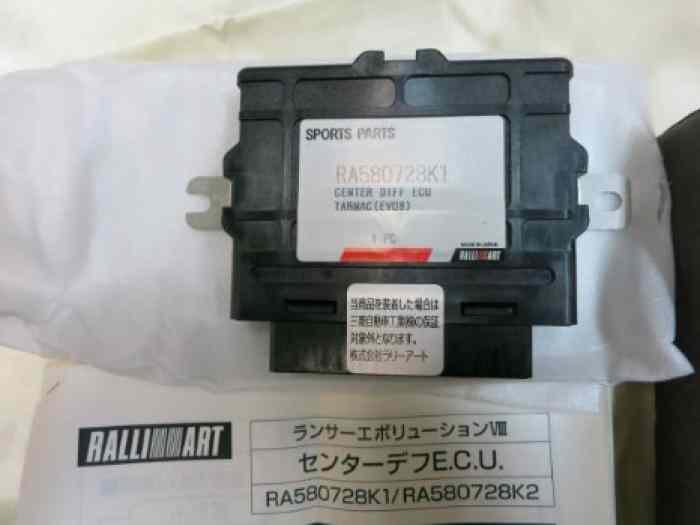 SPORTS PARTS
RA580728K1
CENTER DIFF ECU
TARMAC(EVO8)
1 PC
MADE IN JAPAN
RALLI ART
当商品を装着した場合は
三菱自動車工業㈱の保証
対象外となります。
株式会社ラリーアート
RALLI ART
ランサーエボリューションⅧ
センターデフE.C.U.
RA580728K1/RA580728K2